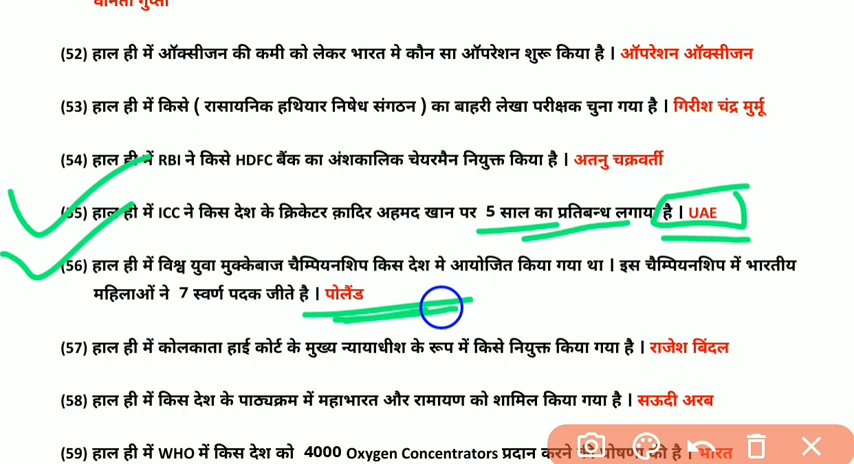 (52) हाल ही में ऑक्सीजन की कमी को लेकर भारत मे कौन सा ऑपरेशन शुरू किया है | ऑपरेशन ऑक्सीजन
(53) हाल ही में किसे ( रासायनिक हथियार निषेध संगठन ) का बाहरी लेखा परीक्षक चुना गया है | गिरीश चंद्र मुर्मू
(54) हाल ही में RBI ने किसे HDFC बैंक का अंशकालिक चेयरमैन नियुक्त किया है | अतनु चक्रवर्ती
(55) हाल ही में ICC ने किस देश के क्रिकेटर क़ादिर अहमद खान पर 5 साल का प्रतिबन्ध लगाया है | UAE
(56) हाल ही में विश्व युवा मुक्केबाज चैम्पियनशिप किस देश मे आयोजित किया गया था | इस चैम्पियनशिप में भारतीय
महिलाओं ने 7 स्वर्ण पदक जीते है | पोलैंड
(57) हाल ही में कोलकाता हाई कोर्ट के मुख्य न्यायाधीश के रूप में किसे नियुक्त किया गया है | राजेश बिंदल
(58) हाल ही में किस देश के पाठ्यक्रम में महाभारत और रामायण को शामिल किया गया है | सऊदी अरब
(59) हाल ही में WHO में किस देश को 4000 Oxygen Concentrators प्रदान करने की घोषणा की है | भारत